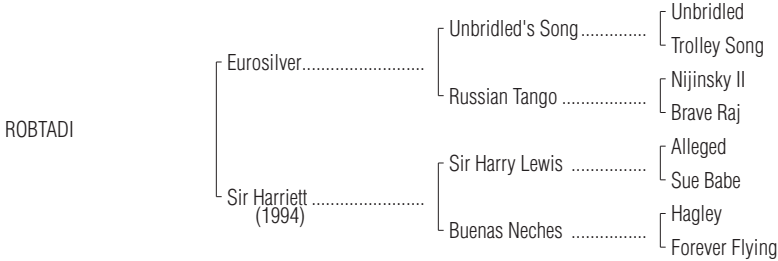 Unbridled
Unbridled's Song..............
Trolley Song
Eurosilver..........................
Nijinsky II
Russian Tango ..................
Brave Raj
ROBTADI
Alleged
Sir Harry Lewis ................
Sue Babe
Sir Harriett ........................
(1994)
Hagley
Buenas Neches ................
Forever Flying